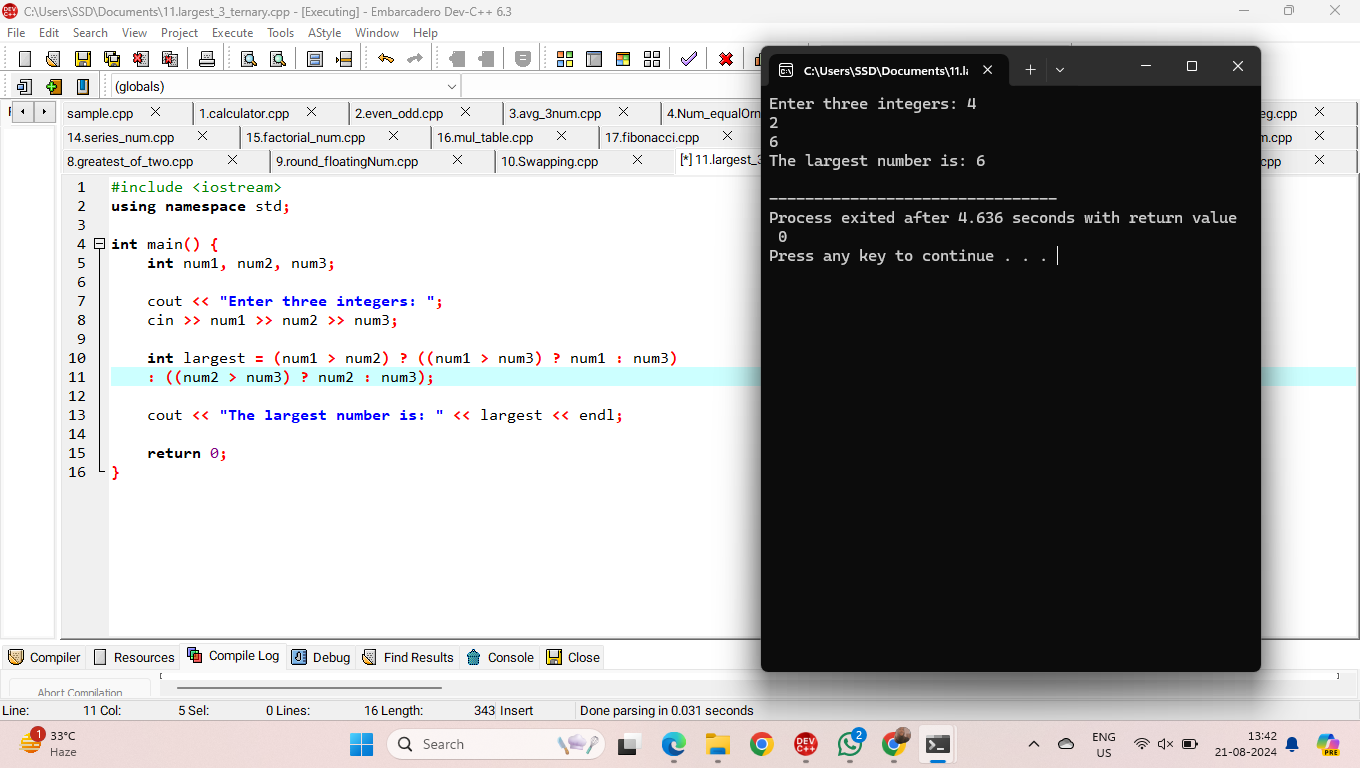 C:\Users\SSD\Documents\11.largest_3_ternary.cpp - [Executing] - Embarcadero Dev-C++ 6.3
File Edit Search View Project Execute Tools AStyle Window Help
(globals)
sample.cpp 1.calculator.cpp 2.even_odd.cpp 3.avg_3num.cpp 4.Num_equalOrn eg.cpp
14.series_num.cpp 15.factorial_num.cpp 16.mul_table.cpp 17.fibonacci.cpp m.cpp
8.greatest_of_two.cpp 9.round_floatingNum.cpp 10.Swapping.cpp [*] 11.largest_3 cpp
1 #include <iostream>
2 using namespace std;
3
4 int main() {
5 int num1, num2, num3;
6
7 cout << "Enter three integers: ";
8 cin >> num1 >> num2 >> num3;
9
10 int largest = (num1 > num2) ? ((num1 > num3) ? num1 : num3)
11 : ((num2 > num3) ? num2 : num3);
12
13 cout << "The largest number is: " << largest << endl;
14
15 return 0;
16 }
C:\Users\SSD\Documents\11.la
Enter three integers: 4
2
6
The largest number is: 6
--------------------------------
Process exited after 4.636 seconds with return value
0
Press any key to continue . . .
Compiler Resources Compile Log Debug Find Results Console Close
Abort Compilation
Line: 11 Col: 5 Sel: 0 Lines: 16 Length: 343 Insert Done parsing in 0.031 seconds
1
33°C
Haze
Search
DEV C++
2
ENG
US
13:42
21-08-2024
PRE